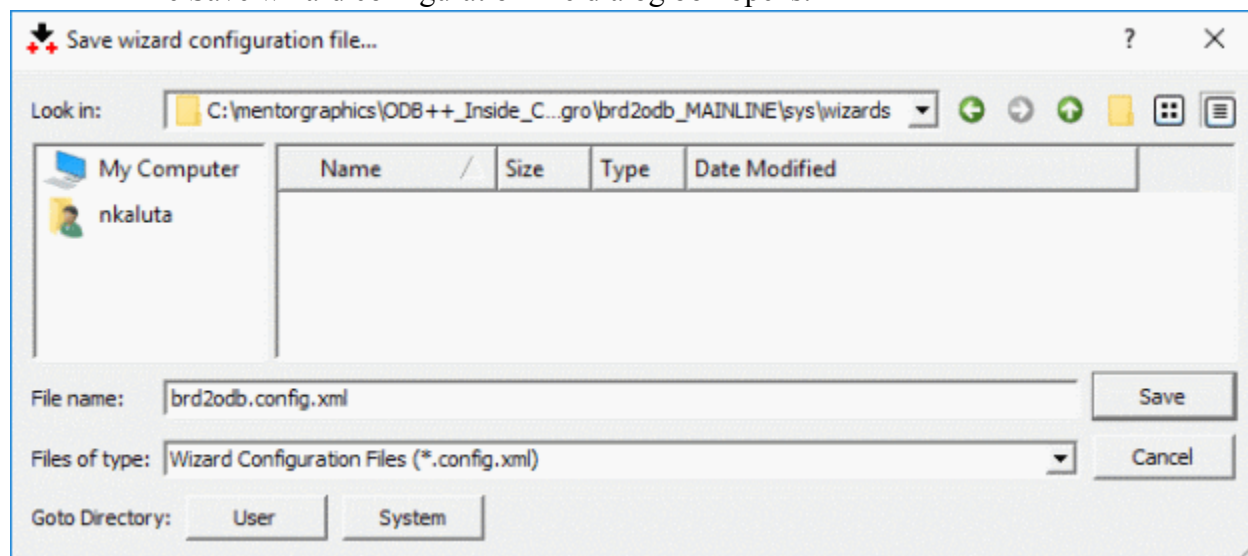 Save wizard configuration file...
?
Look in: C:\mentorgraphics\ODB++_Inside_C...gro\brd2odb_MAINLINE\sys\wizards
My Computer
nkaluta
Name Size Type Date Modified
File name: brd2odb.config.xml Save
Files of type: Wizard Configuration Files (*.config.xml) Cancel
Goto Directory: User System